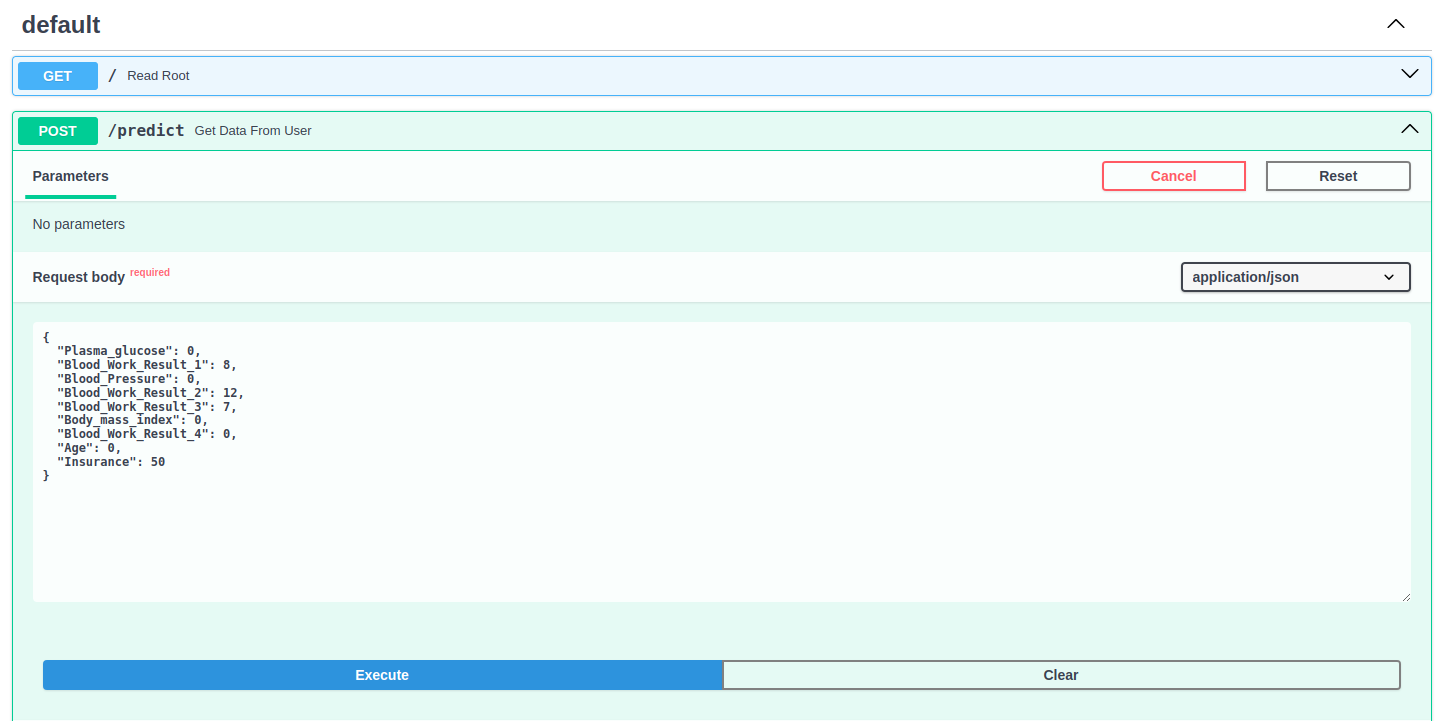 default
GET / Read Root
POST /predict Get Data From User
Parameters Cancel Reset
No parameters
Request body required application/json
{
  "Plasma_glucose": 0,
  "Blood_Work_Result_1": 8,
  "Blood_Pressure": 0,
  "Blood_Work_Result_2": 12,
  "Blood_Work_Result_3": 7,
  "Body_mass_index": 0,
  "Blood_Work_Result_4": 0,
  "Age": 0,
  "Insurance": 50
}
Execute Clear